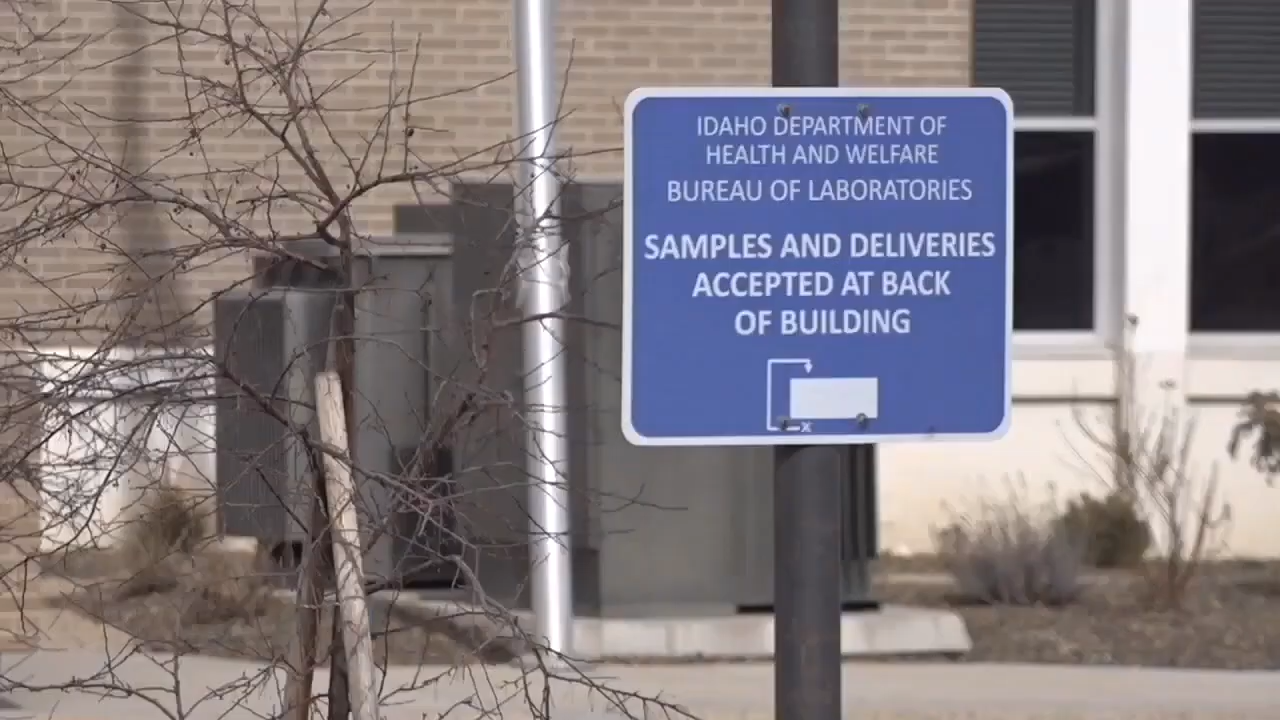 IDAHO DEPARTMENT OF
HEALTH AND WELFARE
BUREAU OF LABORATORIES
SAMPLES AND DELIVERIES
ACCEPTED AT BACK
OF BUILDING
x